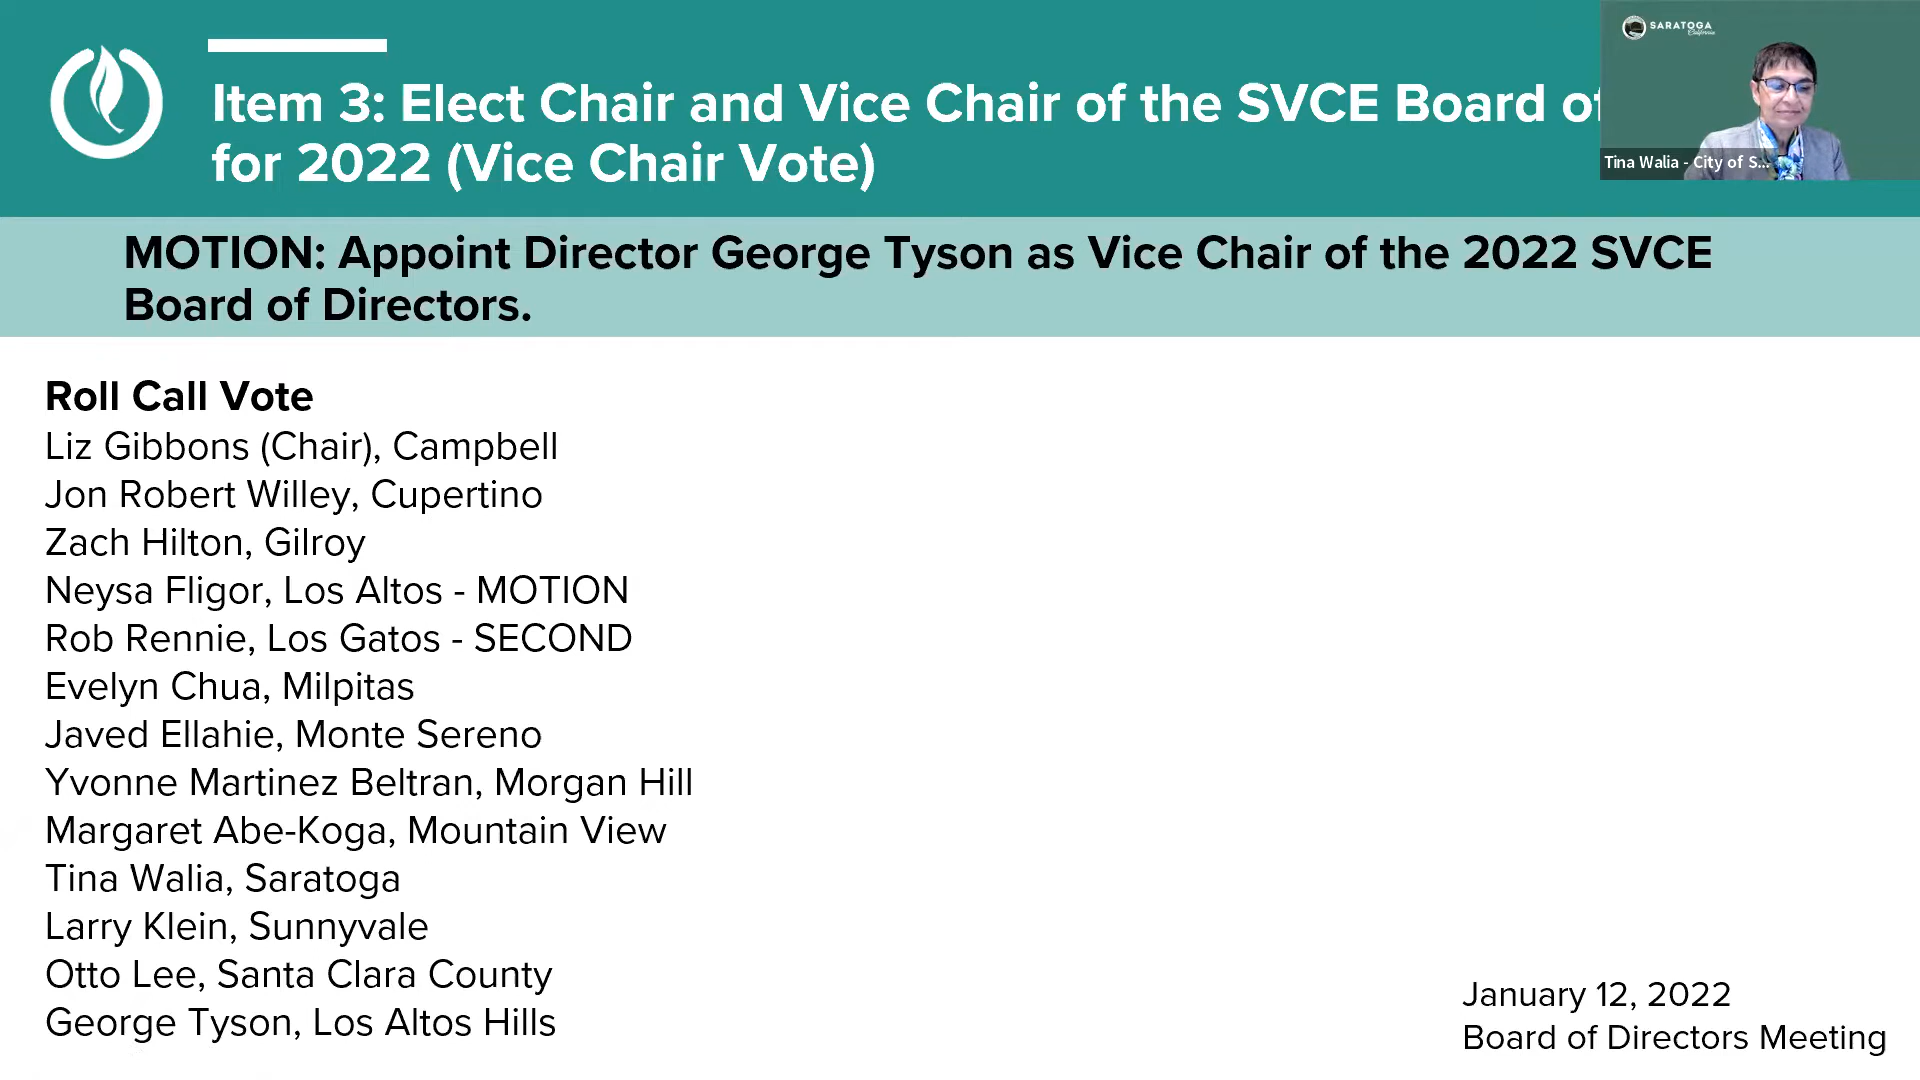 Item 3: Elect Chair and Vice Chair of the SVCE Board of
for 2022 (Vice Chair Vote)
SARATOGA
California
Tina Walia - City of S...
MOTION: Appoint Director George Tyson as Vice Chair of the 2022 SVCE
Board of Directors.
Roll Call Vote
Liz Gibbons (Chair), Campbell
Jon Robert Willey, Cupertino
Zach Hilton, Gilroy
Neysa Fligor, Los Altos - MOTION
Rob Rennie, Los Gatos - SECOND
Evelyn Chua, Milpitas
Javed Ellahie, Monte Sereno
Yvonne Martinez Beltran, Morgan Hill
Margaret Abe-Koga, Mountain View
Tina Walia, Saratoga
Larry Klein, Sunnyvale
Otto Lee, Santa Clara County
George Tyson, Los Altos Hills
January 12, 2022
Board of Directors Meeting